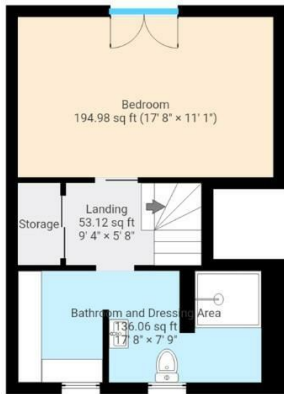 Bedroom
194.98 sq ft (17' 8" × 11' 1")
Landing
53.12 sq ft
9' 4" × 5' 8"
Storage
Bathroom and Dressing Area
136.06 sq ft
17' 8" × 7' 9"